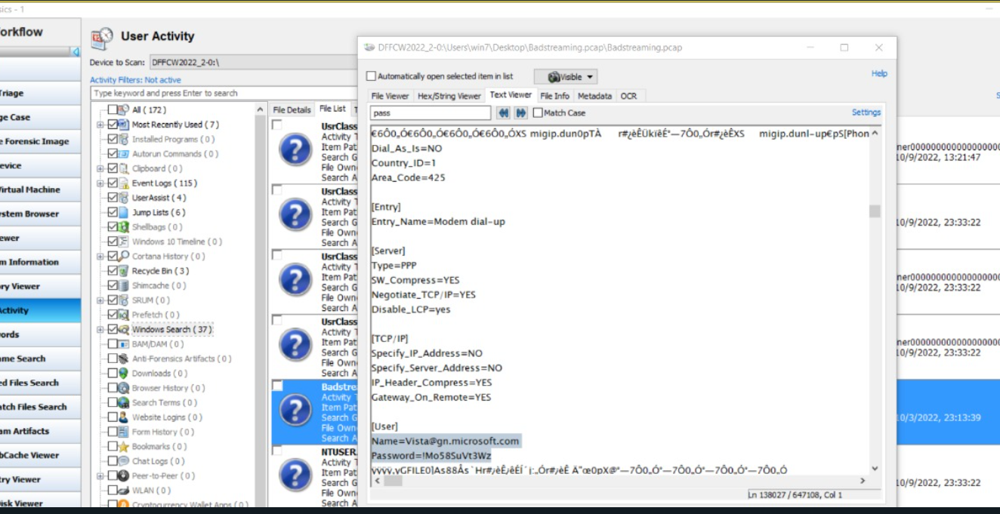 sics - 1
orkflow
Triage
ge Case
e Forensic Image
evice
Virtual Machine
ystem Browser
ewer
m Information
ry Viewer
Activity
ords
ame Search
ed Files Search
atch Files Search
am Artifacts
bCache Viewer
try Viewer
Disk Viewer
User Activity
Device to Scan: DFFCW2022_2-0:\
Activity Filters: Not active
Type keyword and press Enter to search
All ( 172 )
Most Recently Used ( 7 )
Installed Programs ( 0 )
Autorun Commands ( 0 )
Clipboard ( 0 )
Event Logs ( 115 )
UserAssist ( 4 )
Jump Lists ( 6 )
Shellbags ( 0 )
Windows 10 Timeline ( 0 )
Cortana History ( 0 )
Recycle Bin ( 3 )
Shimcache ( 0 )
SRUM ( 0 )
Prefetch ( 0 )
Windows Search ( 37 )
BAM/DAM ( 0 )
Anti-Forensics Artifacts ( 0 )
Downloads ( 0 )
Browser History ( 0 )
Search Terms ( 0 )
Website Logins ( 0 )
Form History ( 0 )
Bookmarks ( 0 )
Chat Logs ( 0 )
Peer-to-Peer ( 0 )
WLAN ( 0 )
Cryptocurrency Wallet Apps ( 0 )
File Details File List T
UsrClass
Activity T
Item Pat
Search G
File Own
Search A
UsrClass
Activity T
Item Pat
Search G
File Own
Search A
UsrClass
Activity T
Item Pat
Search G
File Own
Search A
UsrClass
Activity T
Item Pat
Search G
File Own
Search A
Badstre
Activity T
Item Pat
Search G
File Own
Search A
NTUSER.
Activity T
Item Pat
Search G
File Own
Search A
DFFCW2022_2-0:\Users\win7\Desktop\Badstreaming.pcap\Badstreaming.pcap
Automatically open selected item in list Visible
Help
File Viewer Hex/String Viewer Text Viewer File Info Metadata OCR
pass Match Case Settings
migip.dun migip.dun [Phon
Dial_As_Is=NO
Country_ID=1
Area_Code=425
[Entry]
Entry_Name=Modem dial-up
[Server]
Type=PPP
SW_Compress=YES
Negotiate_TCP/IP=YES
Disable_LCP=yes
[TCP/IP]
Specify_IP_Address=NO
Specify_Server_Address=NO
IP_Header_Compress=YES
Gateway_On_Remote=YES
[User]
Name=Vista@gn.microsoft.com
Password=!Mo58SuVt3Wz
Ln 138027 / 647108, Col 1
10/9/2022, 13:21:47
10/9/2022, 23:33:22
10/9/2022, 23:33:22
10/9/2022, 23:33:22
10/3/2022, 23:13:39
10/9/2022, 23:33:22